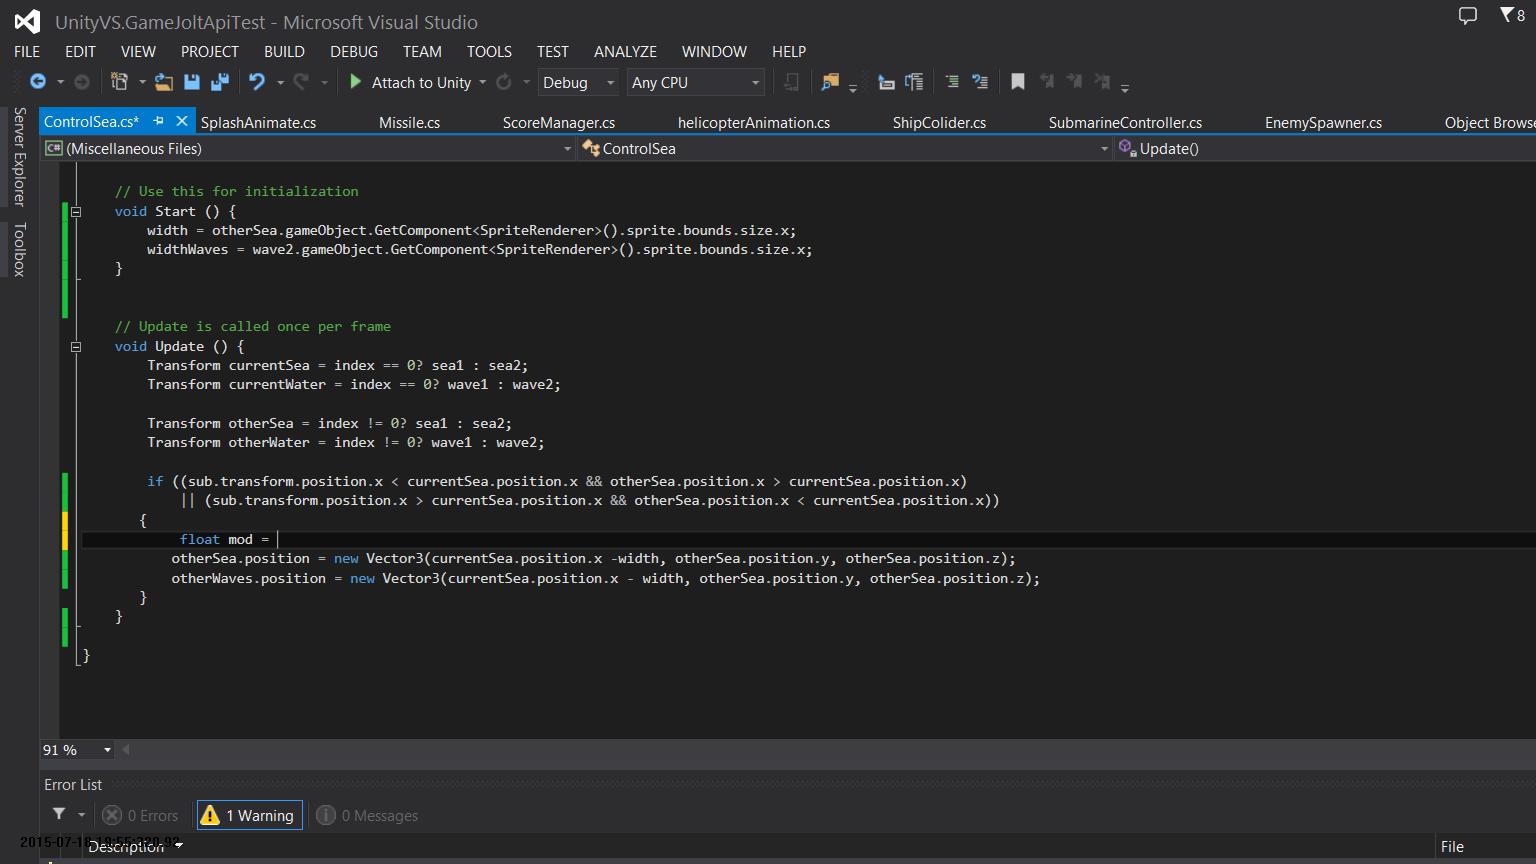 UnityVS.GameJoltApiTest - Microsoft Visual Studio
8
FILE EDIT VIEW PROJECT BUILD DEBUG TEAM TOOLS TEST ANALYZE WINDOW HELP
Attach to Unity Debug Any CPU
Server Explorer
Toolbox
ControlSea.cs* SplashAnimate.cs Missile.cs ScoreManager.cs helicopterAnimation.cs ShipColider.cs SubmarineController.cs EnemySpawner.cs Object Browse
C# (Miscellaneous Files) ControlSea Update()
// Use this for initialization
void Start () {
width = otherSea.gameObject.GetComponent<SpriteRenderer>().sprite.bounds.size.x;
widthWaves = wave2.gameObject.GetComponent<SpriteRenderer>().sprite.bounds.size.x;
}
// Update is called once per frame
void Update () {
Transform currentSea = index == 0? sea1 : sea2;
Transform currentWater = index == 0? wave1 : wave2;
Transform otherSea = index != 0? sea1 : sea2;
Transform otherWater = index != 0? wave1 : wave2;
if ((sub.transform.position.x < currentSea.position.x && otherSea.position.x > currentSea.position.x)
|| (sub.transform.position.x > currentSea.position.x && otherSea.position.x < currentSea.position.x))
{
float mod =
otherSea.position = new Vector3(currentSea.position.x -width, otherSea.position.y, otherSea.position.z);
otherWaves.position = new Vector3(currentSea.position.x - width, otherSea.position.y, otherSea.position.z);
}
}
}
91 %
Error List
0 Errors 1 Warning 0 Messages
Description File